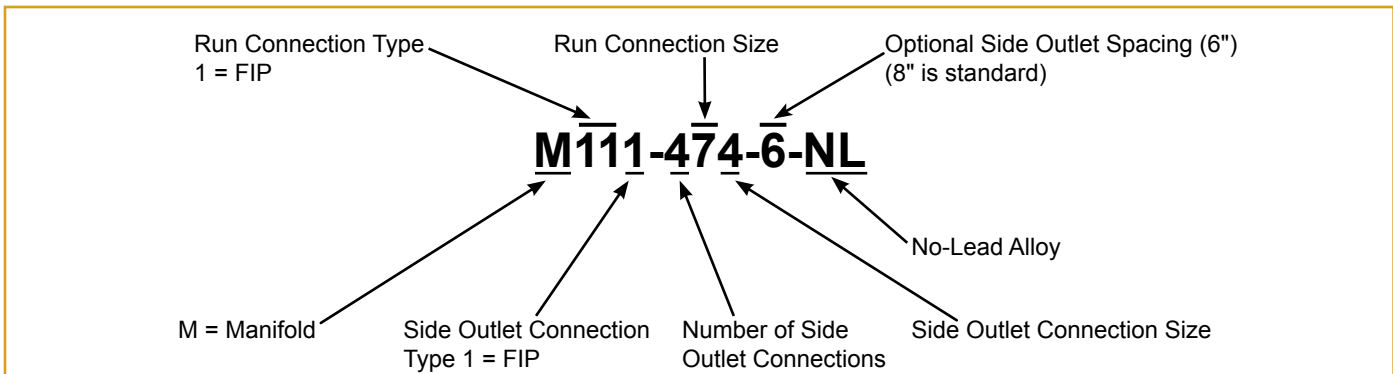 Run Connection Type
1 = FIP
Run Connection Size
Optional Side Outlet Spacing (6")
(8" is standard)
M111-474-6-NL
No-Lead Alloy
M = Manifold
Side Outlet Connection
Type 1 = FIP
Number of Side
Outlet Connections
Side Outlet Connection Size